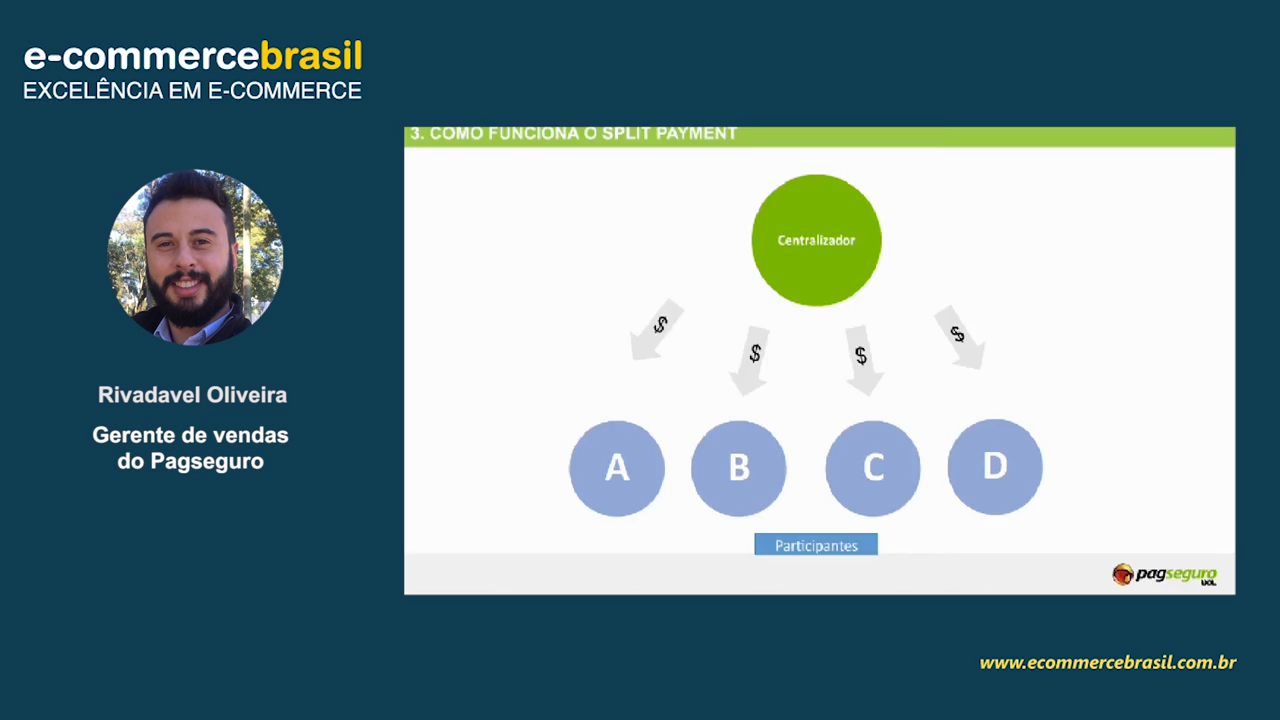 e-commercebrasil
EXCELÊNCIA EM E-COMMERCE
3. COMO FUNCIONA O SPLIT PAYMENT
Centralizador
$ $ $ $
A B C D
Participantes
pagseguro
UOL
Rivadavel Oliveira
Gerente de vendas
do Pagseguro
www.ecommercebrasil.com.br